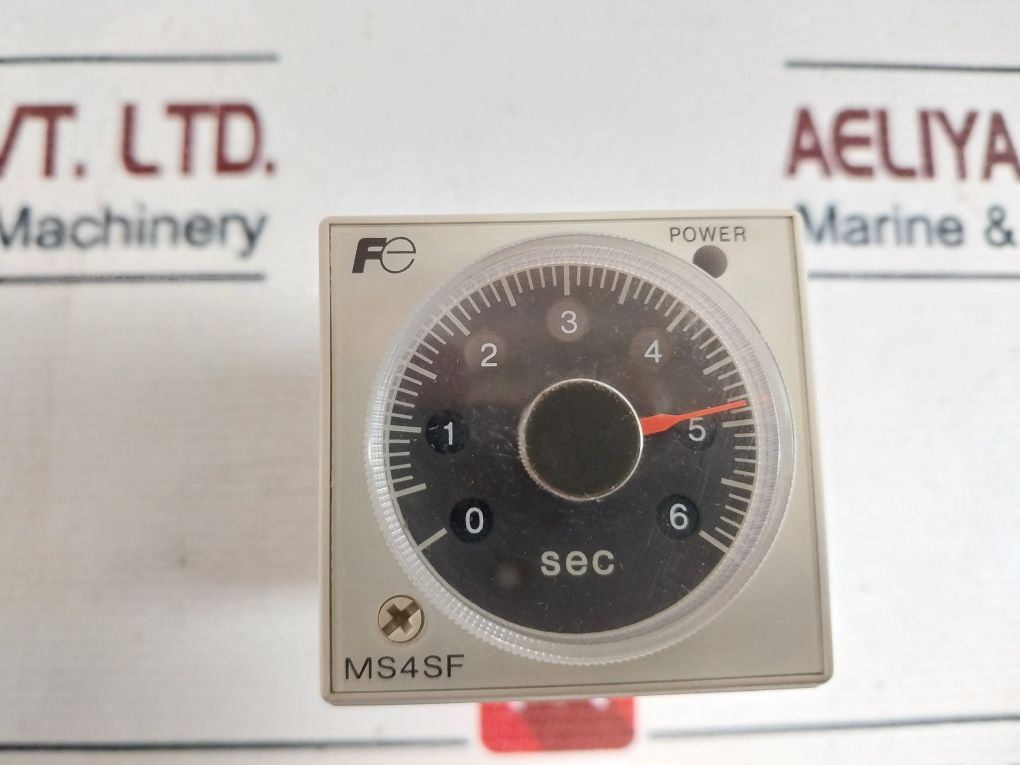 VT. LTD.
Machinery
AELIYA
Marine &
Fe
POWER
0
1
2
3
4
5
6
sec
MS4SF